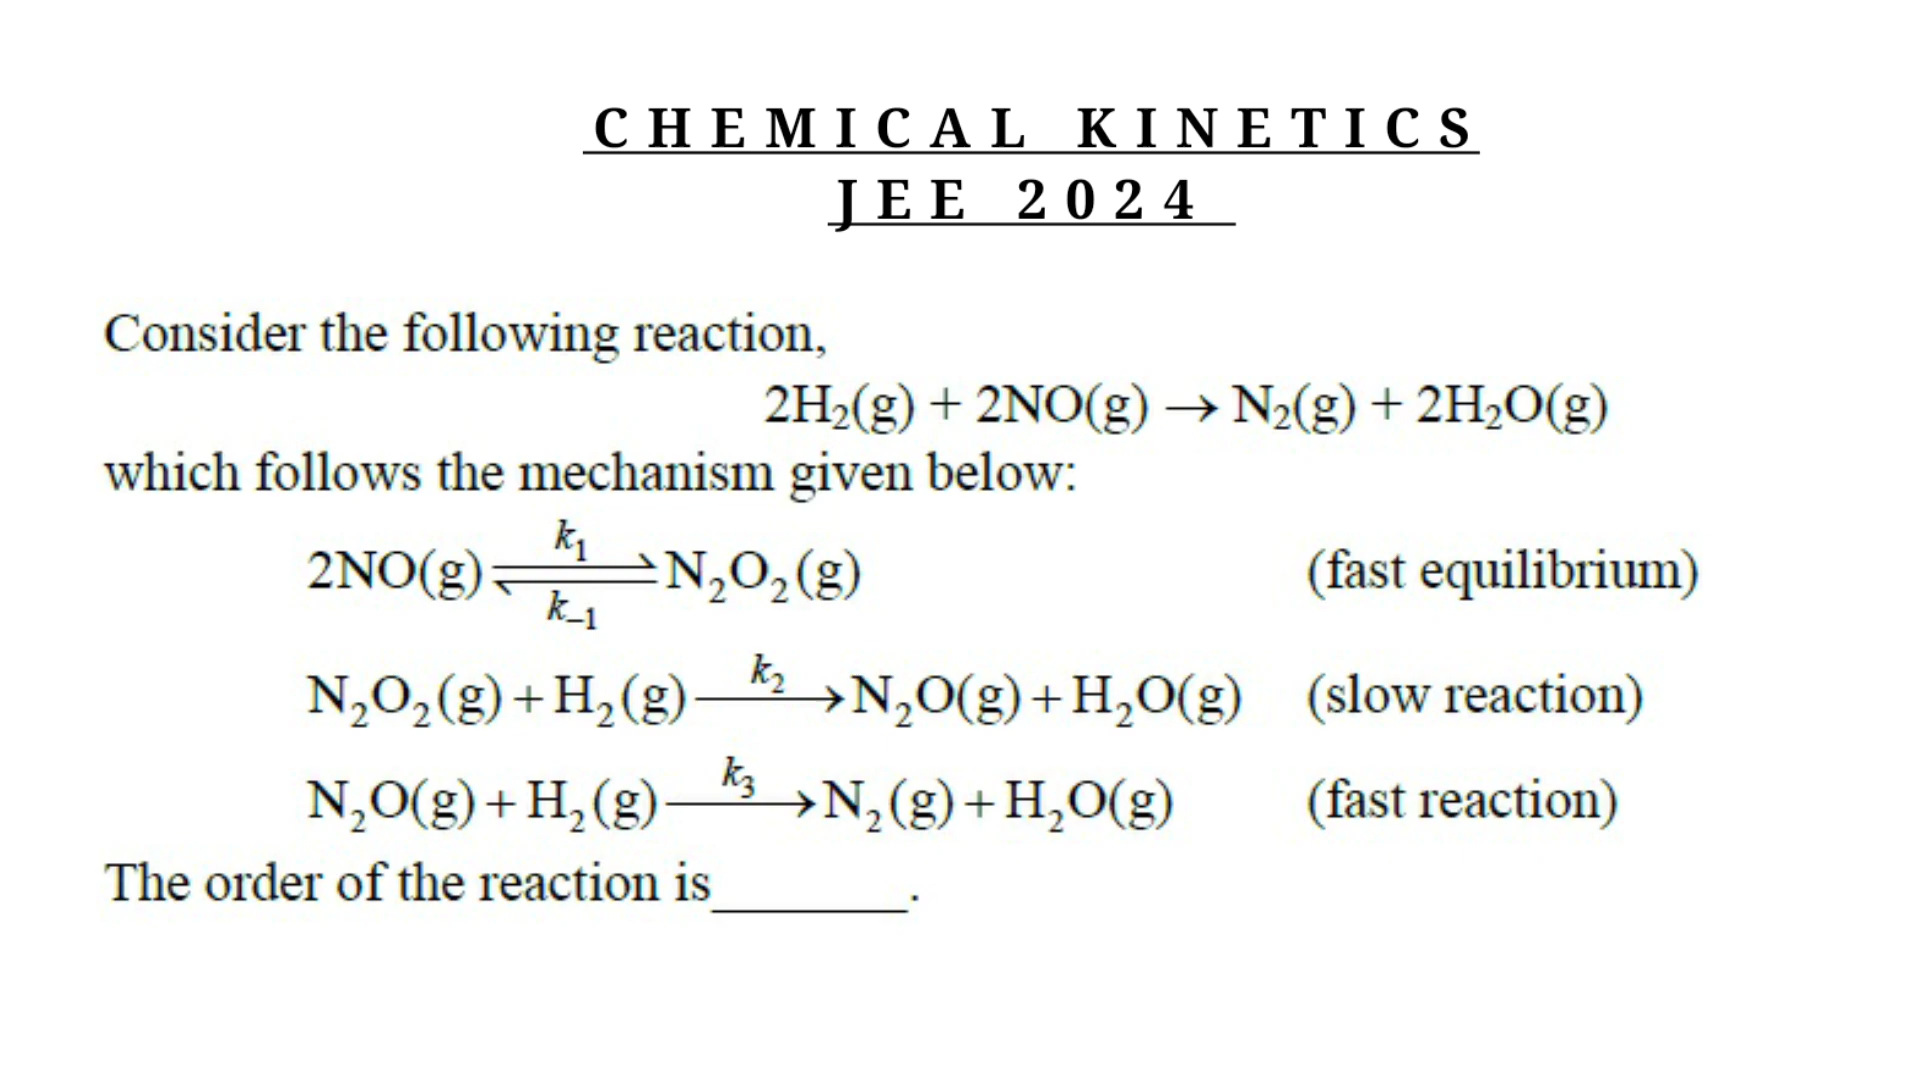 CHEMICAL KINETICS
JEE 2024
Consider the following reaction,
2H₂(g) + 2NO(g) → N₂(g) + 2H₂O(g)
which follows the mechanism given below:
2NO(g) ⇌ N₂O₂(g) k₁ k₋₁ (fast equilibrium)
N₂O₂(g) + H₂(g) —k₂→ N₂O(g) + H₂O(g) (slow reaction)
N₂O(g) + H₂(g) —k₃→ N₂(g) + H₂O(g) (fast reaction)
The order of the reaction is_______.